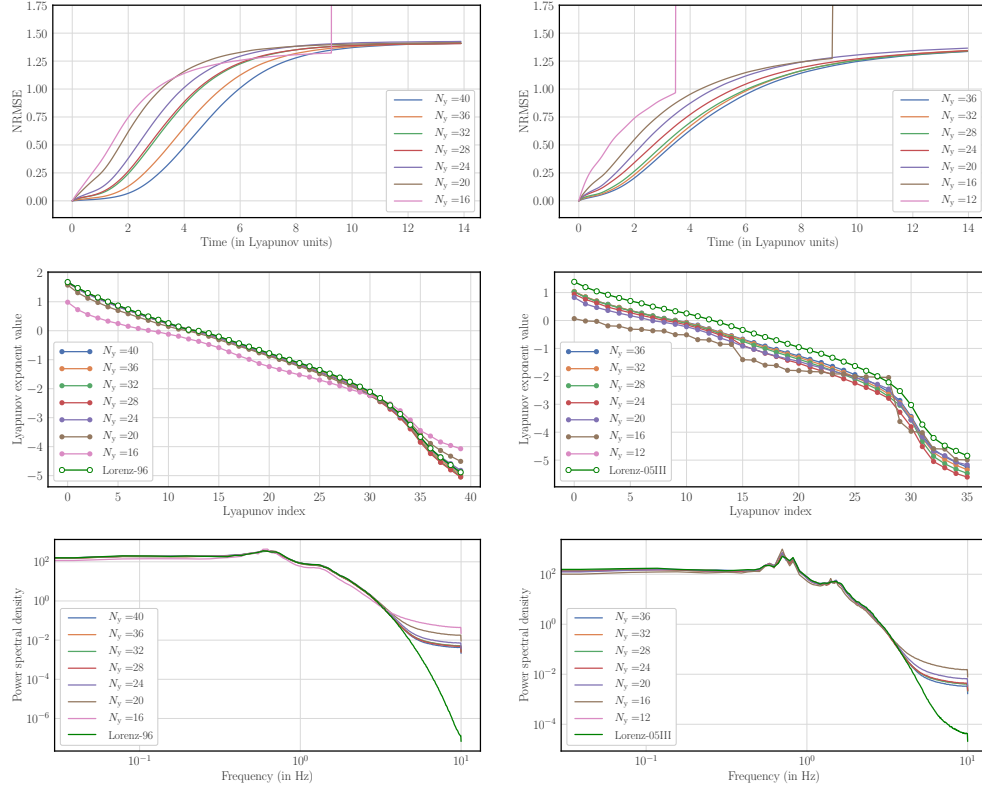 1.75
1.50
1.25
1.00
0.75
0.50
0.25
0.00
NRMSE
N_y =40
N_y =36
N_y =32
N_y =28
N_y =24
N_y =20
N_y =16
0 2 4 6 8 10 12 14
Time (in Lyapunov units)
1.75
1.50
1.25
1.00
0.75
0.50
0.25
0.00
NRMSE
N_y =36
N_y =32
N_y =28
N_y =24
N_y =20
N_y =16
N_y =12
0 2 4 6 8 10 12 14
Time (in Lyapunov units)
2
1
0
−1
−2
−3
−4
−5
Lyapunov exponent value
N_y =40
N_y =36
N_y =32
N_y =28
N_y =24
N_y =20
N_y =16
Lorenz-96
0 5 10 15 20 25 30 35 40
Lyapunov index
1
0
−1
−2
−3
−4
−5
Lyapunov exponent value
N_y =36
N_y =32
N_y =28
N_y =24
N_y =20
N_y =16
N_y =12
Lorenz-05III
0 5 10 15 20 25 30 35
Lyapunov index
10^2
10^0
10^−2
10^−4
10^−6
Power spectral density
N_y =40
N_y =36
N_y =32
N_y =28
N_y =24
N_y =20
N_y =16
Lorenz-96
10^−1 10^0 10^1
Frequency (in Hz)
10^2
10^0
10^−2
10^−4
Power spectral density
N_y =36
N_y =32
N_y =28
N_y =24
N_y =20
N_y =16
N_y =12
Lorenz-05III
10^−1 10^0 10^1
Frequency (in Hz)